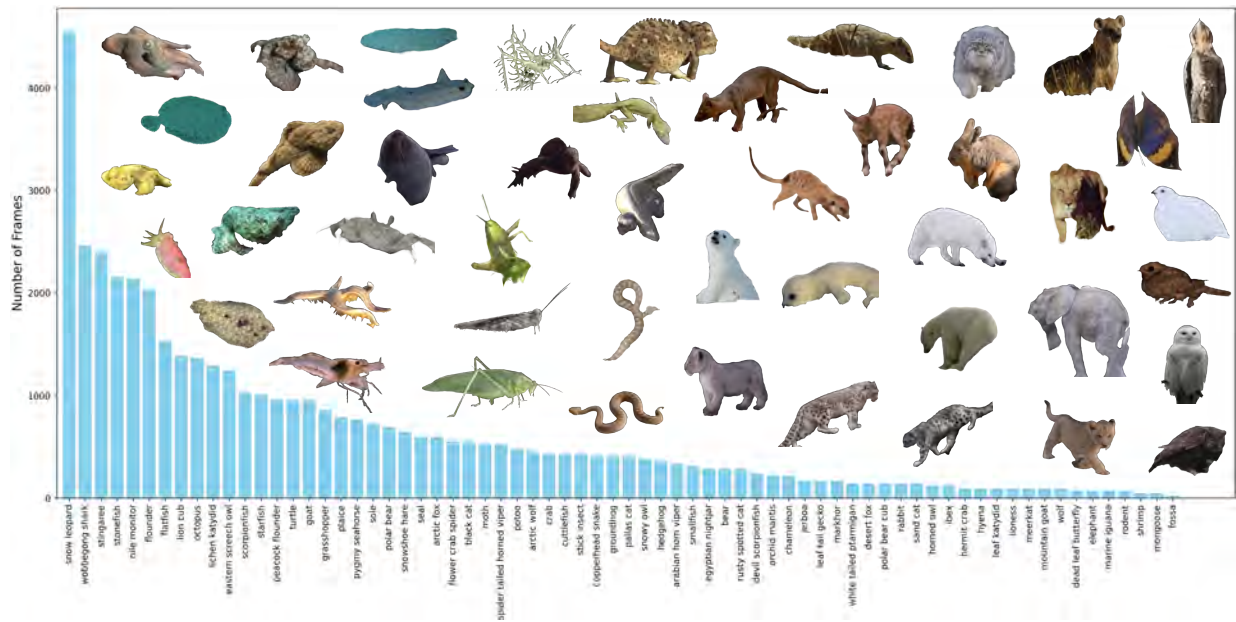 Number of Frames
4000
3000
2000
1000
0
snow leopard
wobbegong shark
stingaree
stonefish
nile monitor
flounder
flatfish
lion cub
octopus
lichen katydid
eastern screech owl
scorpionfish
starfish
peacock flounder
turtle
goat
grasshopper
plaice
pygmy seahorse
sole
polar bear
snowshoe hare
seal
arctic fox
flower crab spider
black cat
moth
spider tailed horned viper
potoo
arctic wolf
crab
cuttlefish
stick insect
copperhead snake
groundhog
pallas cat
snowy owl
hedgehog
arabian horn viper
smallfish
egyptian nightjar
bear
rusty spotted cat
devil scorpionfish
orchid mantis
chameleon
jerboa
leaf tail gecko
markhor
white tailed ptarmigan
desert fox
polar bear cub
rabbit
sand cat
horned owl
ibex
hermit crab
hyena
leaf katydid
lioness
meerkat
mountain goat
wolf
dead leaf butterfly
elephant
marine iguana
rodent
shrimp
mongoose
fossa